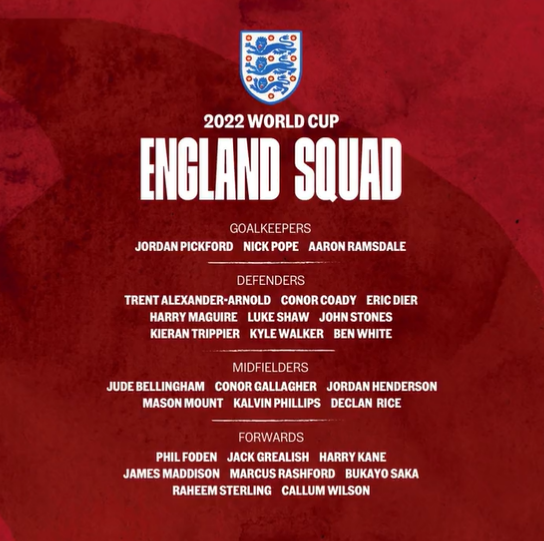 2022 WORLD CUP
ENGLAND SQUAD
GOALKEEPERS
JORDAN PICKFORD NICK POPE AARON RAMSDALE
DEFENDERS
TRENT ALEXANDER-ARNOLD CONOR COADY ERIC DIER
HARRY MAGUIRE LUKE SHAW JOHN STONES
KIERAN TRIPPIER KYLE WALKER BEN WHITE
MIDFIELDERS
JUDE BELLINGHAM CONOR GALLAGHER JORDAN HENDERSON
MASON MOUNT KALVIN PHILLIPS DECLAN RICE
FORWARDS
PHIL FODEN JACK GREALISH HARRY KANE
JAMES MADDISON MARCUS RASHFORD BUKAYO SAKA
RAHEEM STERLING CALLUM WILSON